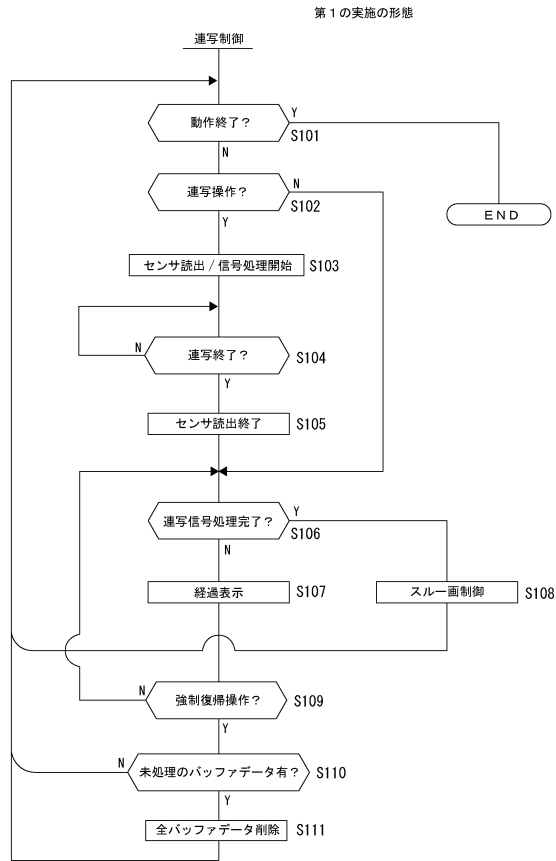 第１の実施の形態
連写制御
動作終了？
Y
S101
N
END
連写操作？
N
S102
Y
センサ読出／信号処理開始
S103
連写終了？
N
S104
Y
センサ読出終了
S105
連写信号処理完了？
Y
S106
N
経過表示
S107
スルー画制御
S108
強制復帰操作？
N
S109
Y
未処理のバッファデータ有？
N
S110
Y
全バッファデータ削除
S111